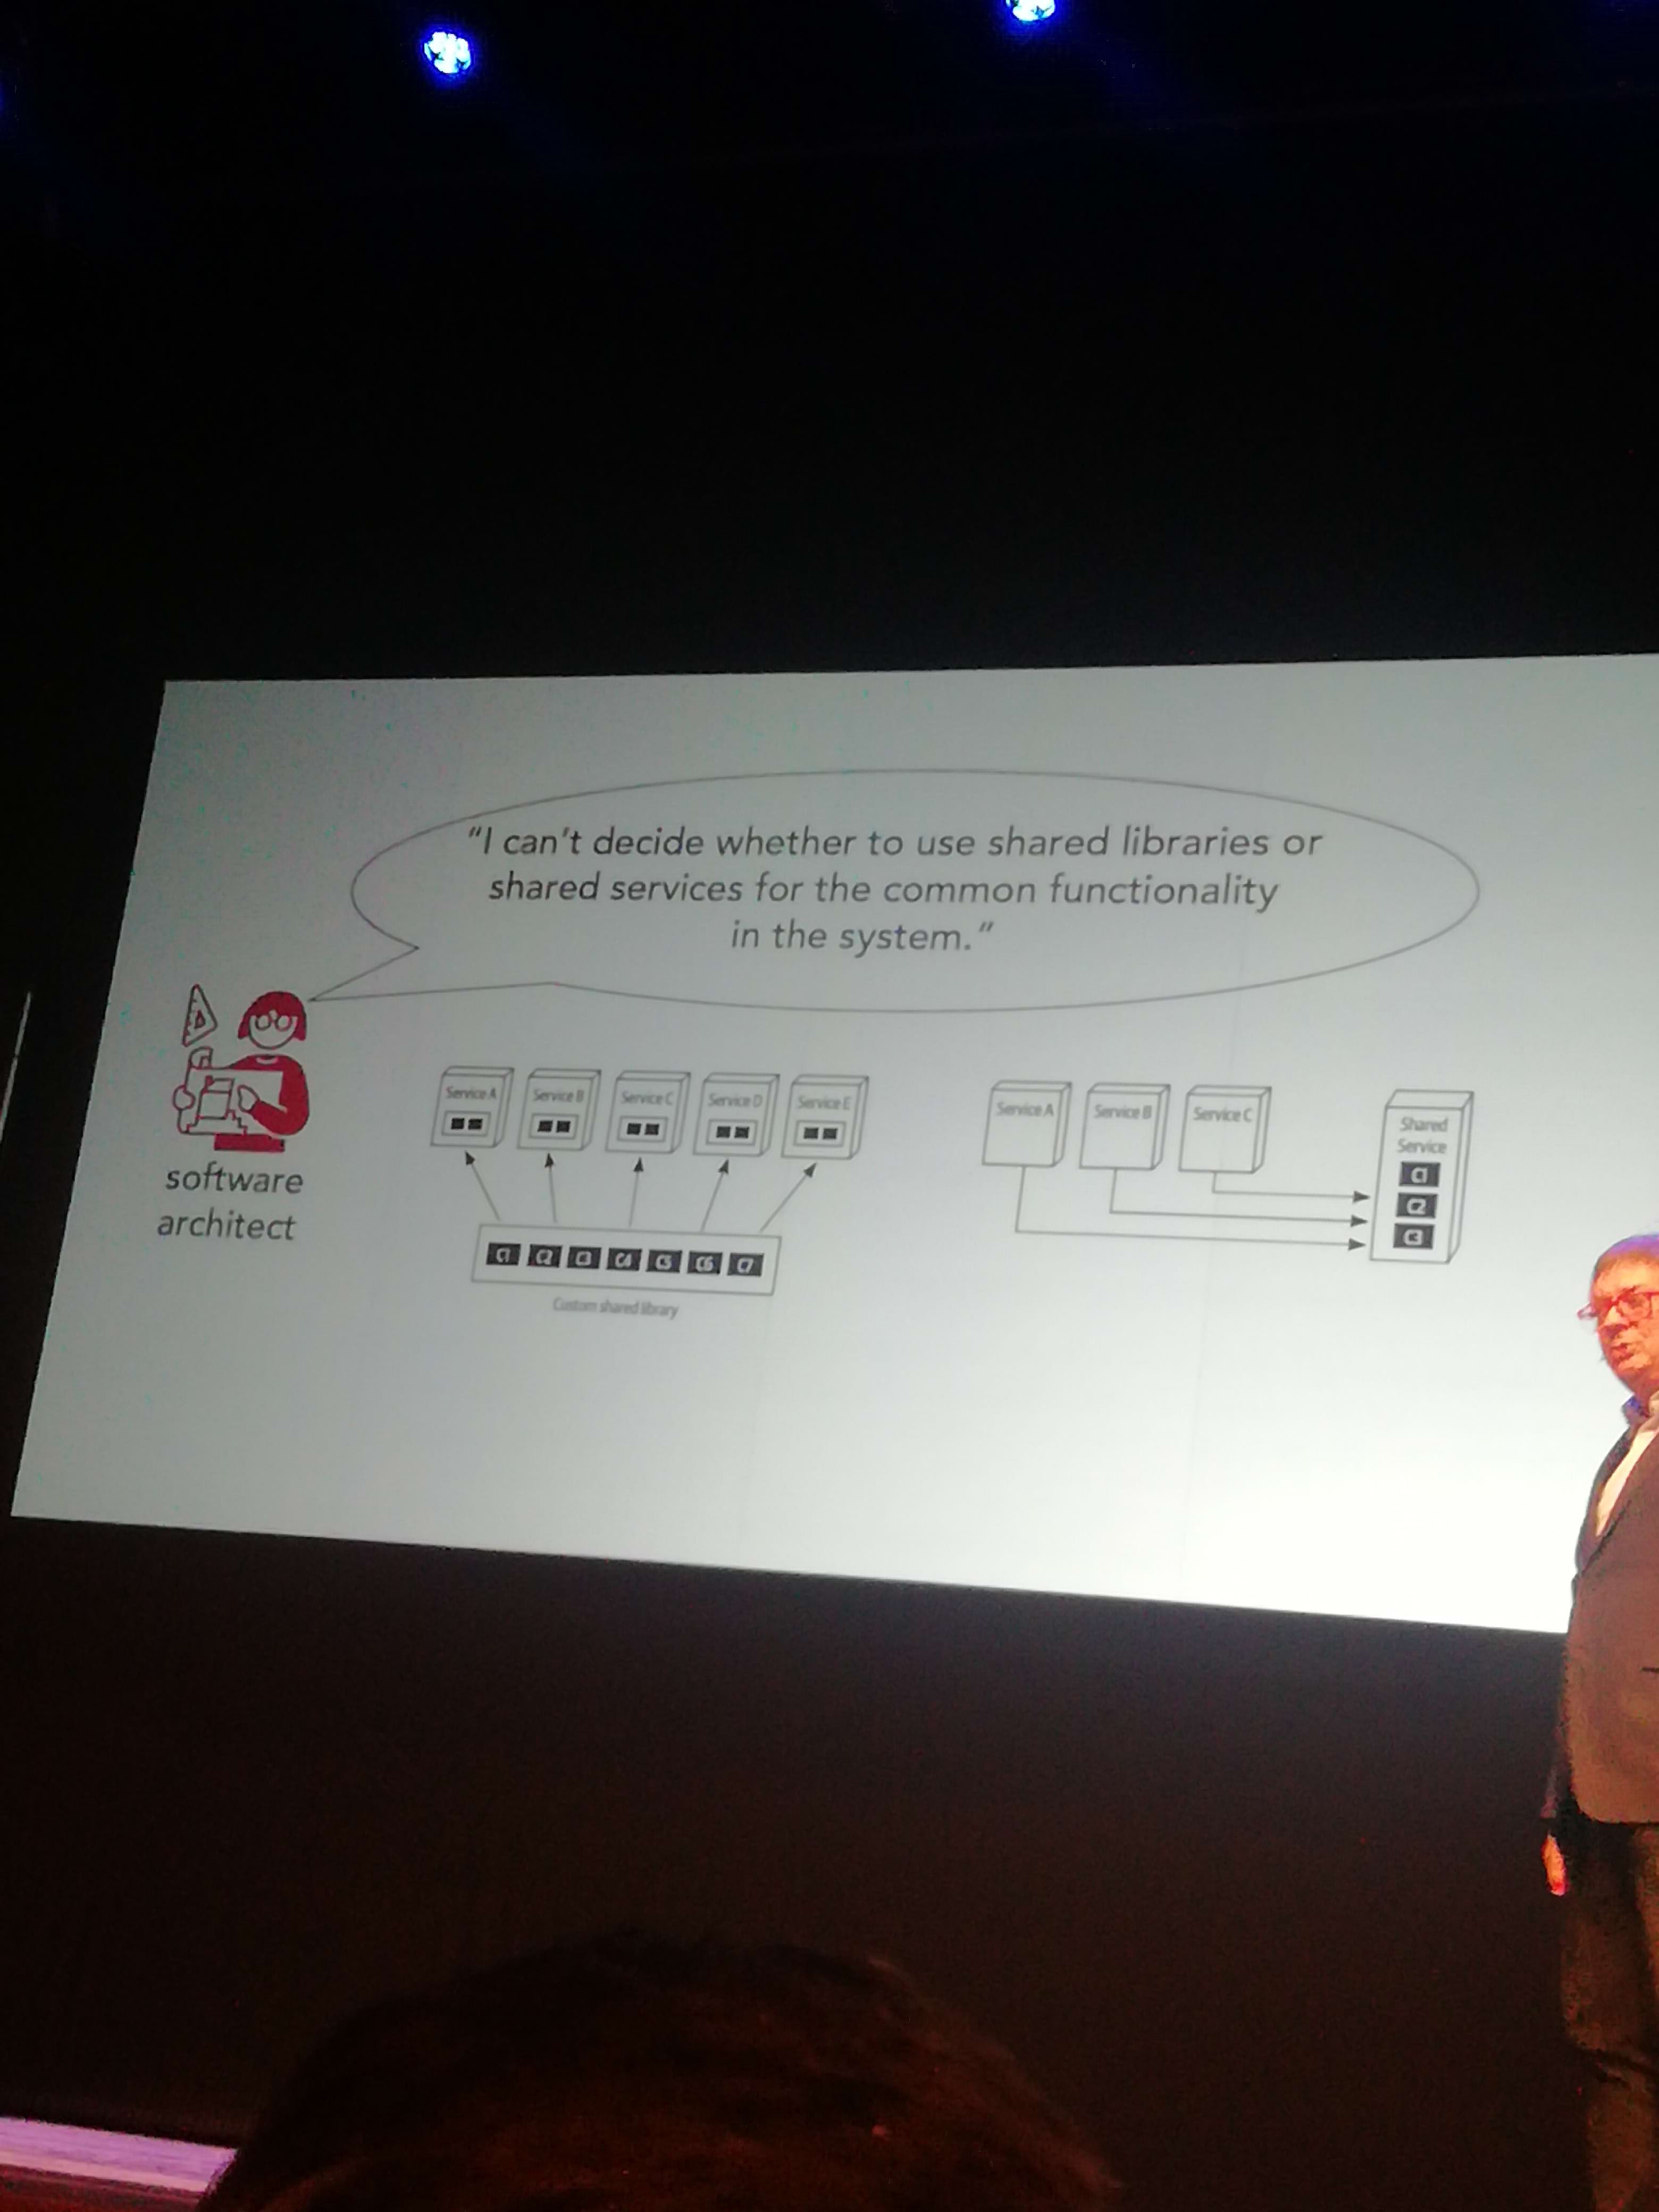 “I can’t decide whether to use shared libraries or
shared services for the common functionality
in the system.”
software
architect
Service A
Service B
Service C
Service D
Service E
C1 C2 C3 C4 C5 C6 C7
Custom shared library
Service A
Service B
Service C
Shared
Service
C1
C2
C3